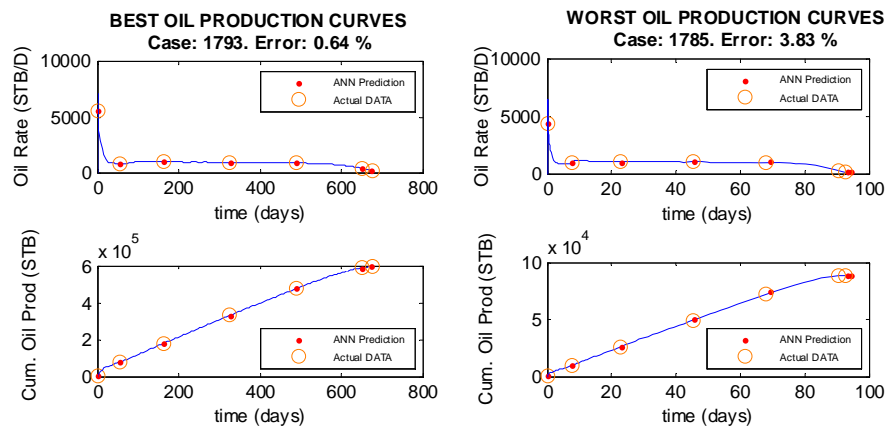 BEST OIL PRODUCTION CURVES
Case: 1793. Error: 0.64 %
10000
5000
0
Oil Rate (STB/D)
ANN Prediction
Actual DATA
0 200 400 600 800
time (days)
x 10^5
6
4
2
0
Cum. Oil Prod (STB)
ANN Prediction
Actual DATA
0 200 400 600 800
time (days)
WORST OIL PRODUCTION CURVES
Case: 1785. Error: 3.83 %
10000
5000
0
Oil Rate (STB/D)
ANN Prediction
Actual DATA
0 20 40 60 80 100
time (days)
x 10^4
10
5
0
Cum. Oil Prod (STB)
ANN Prediction
Actual DATA
0 20 40 60 80 100
time (days)